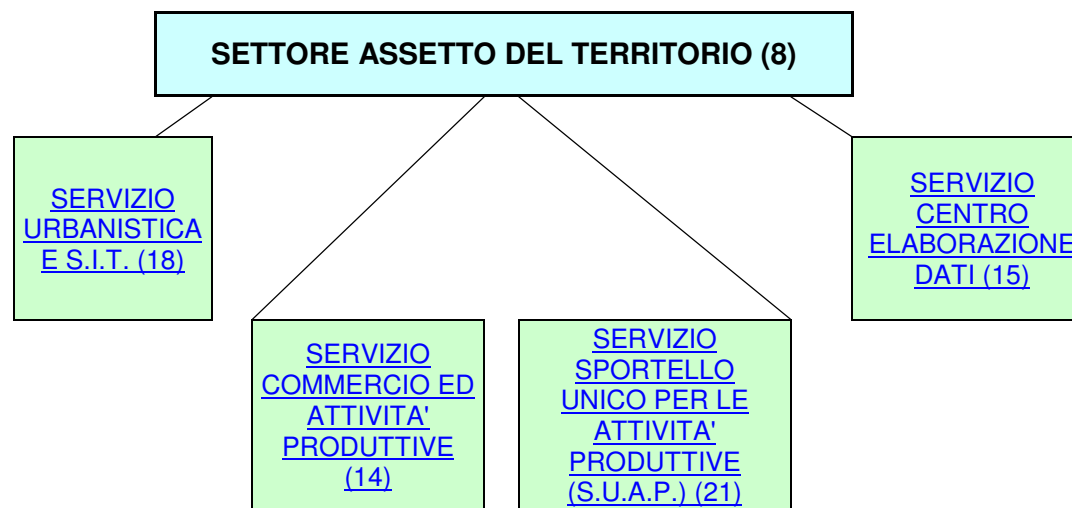 SETTORE ASSETTO DEL TERRITORIO (8)
SERVIZIO
URBANISTICA
E S.I.T. (18)
SERVIZIO
CENTRO
ELABORAZIONE
DATI (15)
SERVIZIO
COMMERCIO ED
ATTIVITA'
PRODUTTIVE
(14)
SERVIZIO
SPORTELLO
UNICO PER LE
ATTIVITA'
PRODUTTIVE
(S.U.A.P.) (21)